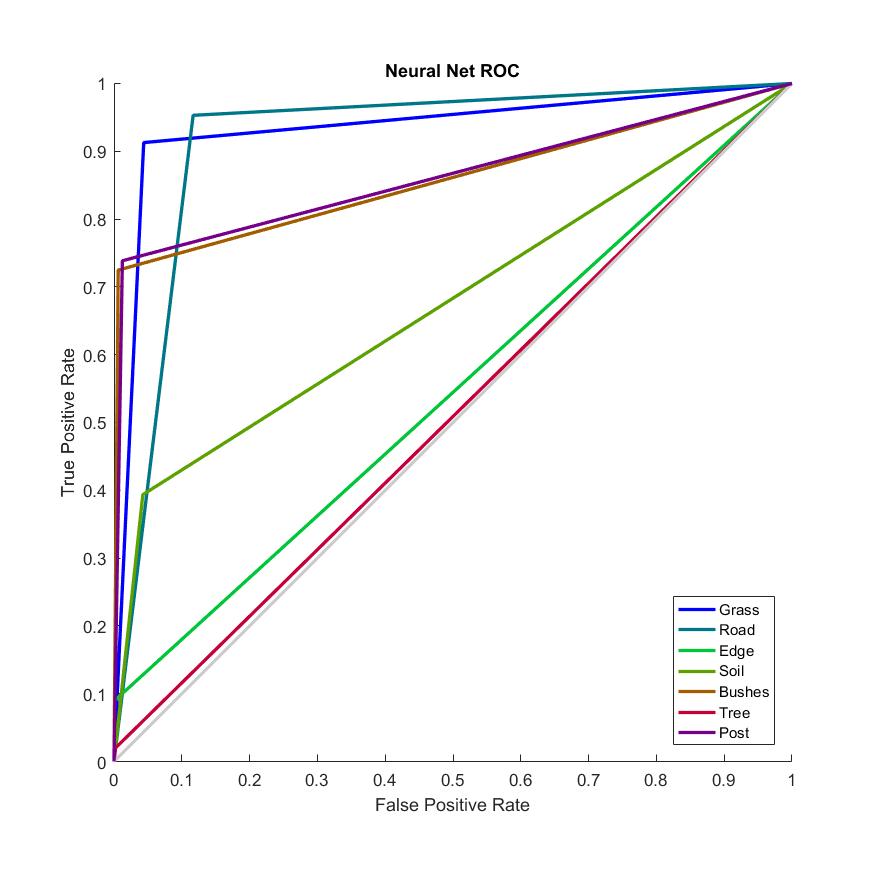 Neural Net ROC
1
0.9
0.8
0.7
0.6
0.5
0.4
0.3
0.2
0.1
0
True Positive Rate
0 0.1 0.2 0.3 0.4 0.5 0.6 0.7 0.8 0.9 1
False Positive Rate
Grass
Road
Edge
Soil
Bushes
Tree
Post